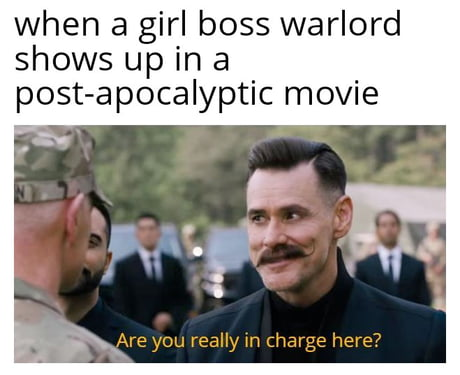 when a girl boss warlord
shows up in a
post-apocalyptic movie
Are you really in charge here?